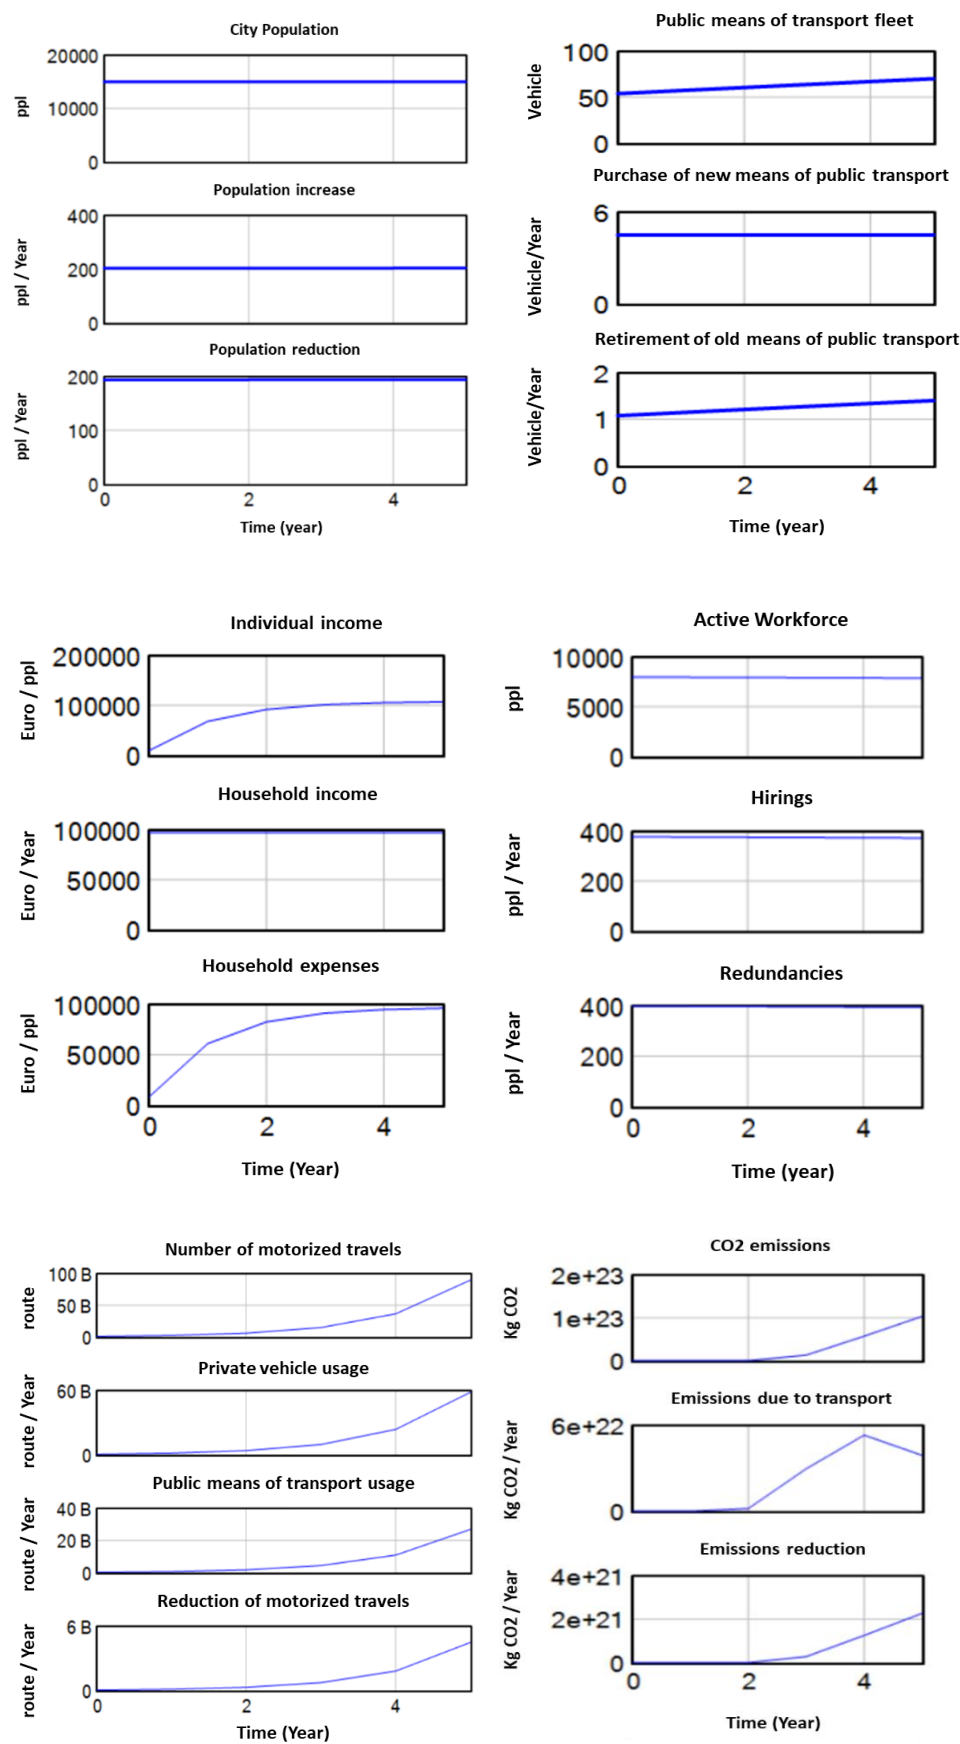 City Population
ppl
20000
10000
0
Population increase
ppl / Year
400
200
0
Population reduction
ppl / Year
200
100
0
0 2 4
Time (year)
Public means of transport fleet
Vehicle
100
50
0
Purchase of new means of public transport
Vehicle/Year
6
0
Retirement of old means of public transport
Vehicle/Year
2
1
0
0 2 4
Time (year)
Individual income
Euro / ppl
200000
100000
0
Household income
Euro / Year
100000
50000
0
Household expenses
Euro / ppl
100000
50000
0
0 2 4
Time (Year)
Active Workforce
ppl
10000
5000
0
Hirings
ppl / Year
400
200
0
Redundancies
ppl / Year
400
200
0
0 2 4
Time (year)
Number of motorized travels
route
100 B
50 B
0
Private vehicle usage
route / Year
60 B
0
Public means of transport usage
route / Year
40 B
20 B
0
Reduction of motorized travels
route / Year
6 B
0
0 2 4
Time (Year)
CO2 emissions
Kg CO2
2e+23
1e+23
0
Emissions due to transport
Kg CO2 / Year
6e+22
0
Emissions reduction
Kg CO2 / Year
4e+21
2e+21
0
0 2 4
Time (Year)